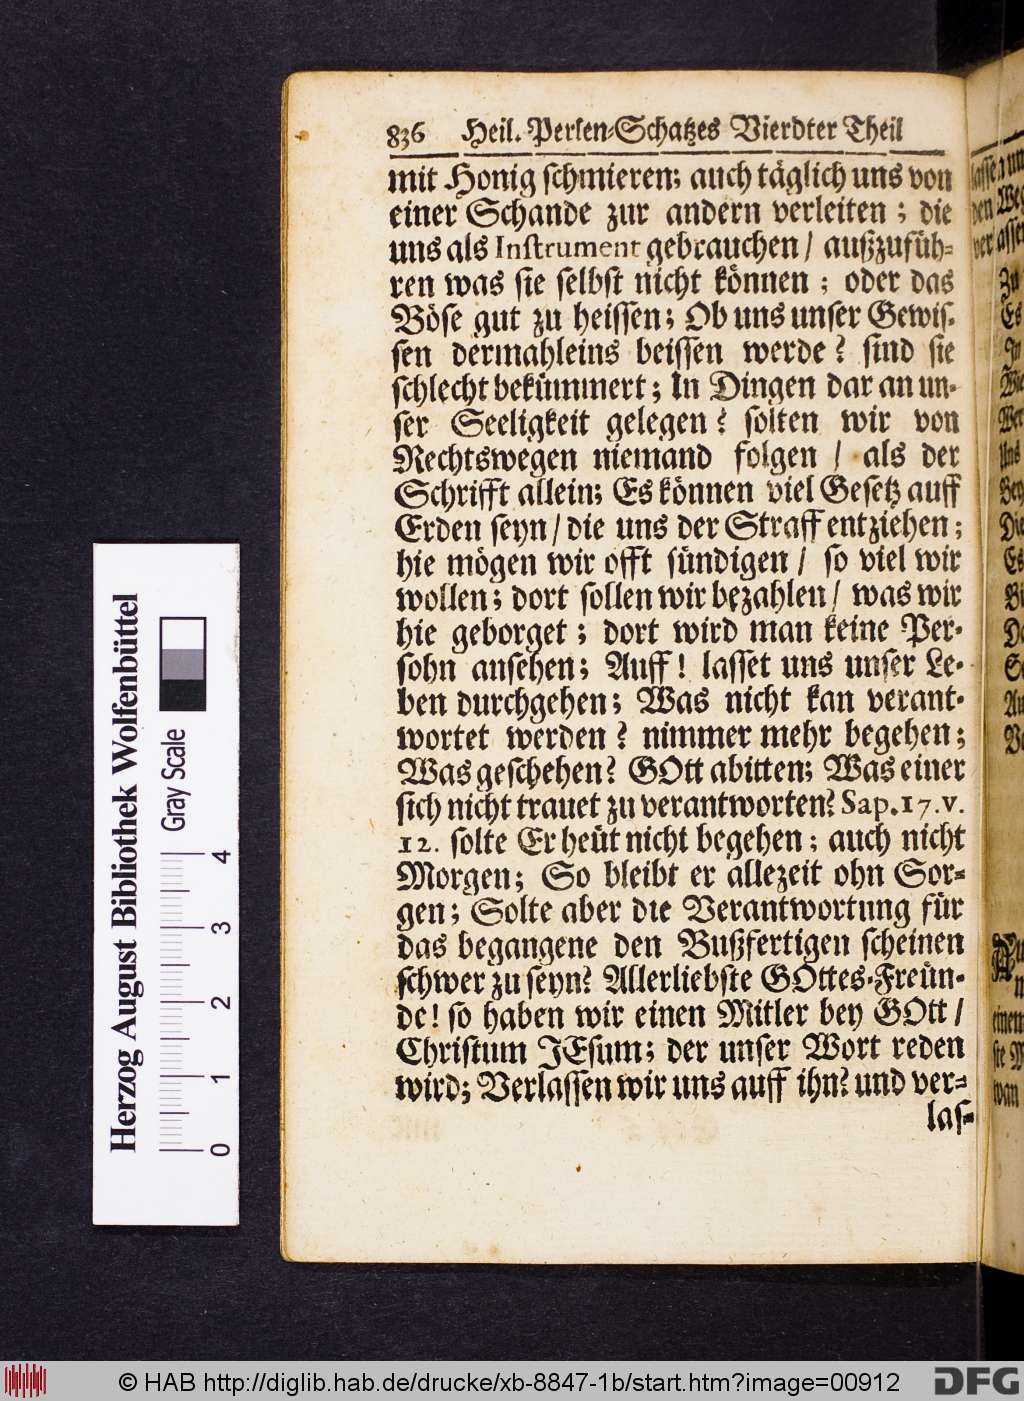 836 Heil. Perlen-Schatzes Vierdter Theil
mit Honig schmieren; auch täglich uns von
einer Schande zur andern verleiten; die
uns als Instrument gebrauchen/ außzufüh-
ren was sie selbst nicht können; oder das
Böse gut zu heissen; Ob uns unser Gewis-
sen dermahleins beissen werde? sind sie
schlecht bekümmert; In Dingen dar an un-
ser Seeligkeit gelegen? solten wir von
Rechtswegen niemand folgen / als der
Schrifft allein; Es können viel Gesetz auff
Erden seyn/ die uns der Straff entziehen;
hie mögen wir offt sündigen/ so viel wir
wollen; dort sollen wir bezahlen/ was wir
hie geborget; dort wird man keine Per-
sohn ansehen; Auff! lasset uns unser Le-
ben durchgehen; Was nicht kan verant-
wortet werden? nimmer mehr begehen;
Was geschehen? GOtt abitten; Was einer
sich nicht trauet zu verantworten? Sap. 17. v.
12. solte Er heüt nicht begehen; auch nicht
Morgen; So bleibt er allezeit ohn Sor-
gen; Solte aber die Verantwortung für
das begangene den Bußfertigen scheinen
schwer zu seyn? Allerliebste GOttes-Freün-
de! so haben wir einen Mitler bey GOtt/
Christum JEsum; der unser Wort reden
wird; Verlassen wir uns auff ihn? und ver-
las-
Herzog August Bibliothek Wolfenbüttel
Gray Scale
0 1 2 3 4
© HAB http://diglib.hab.de/drucke/xb-8847-1b/start.htm?image=00912
DFG